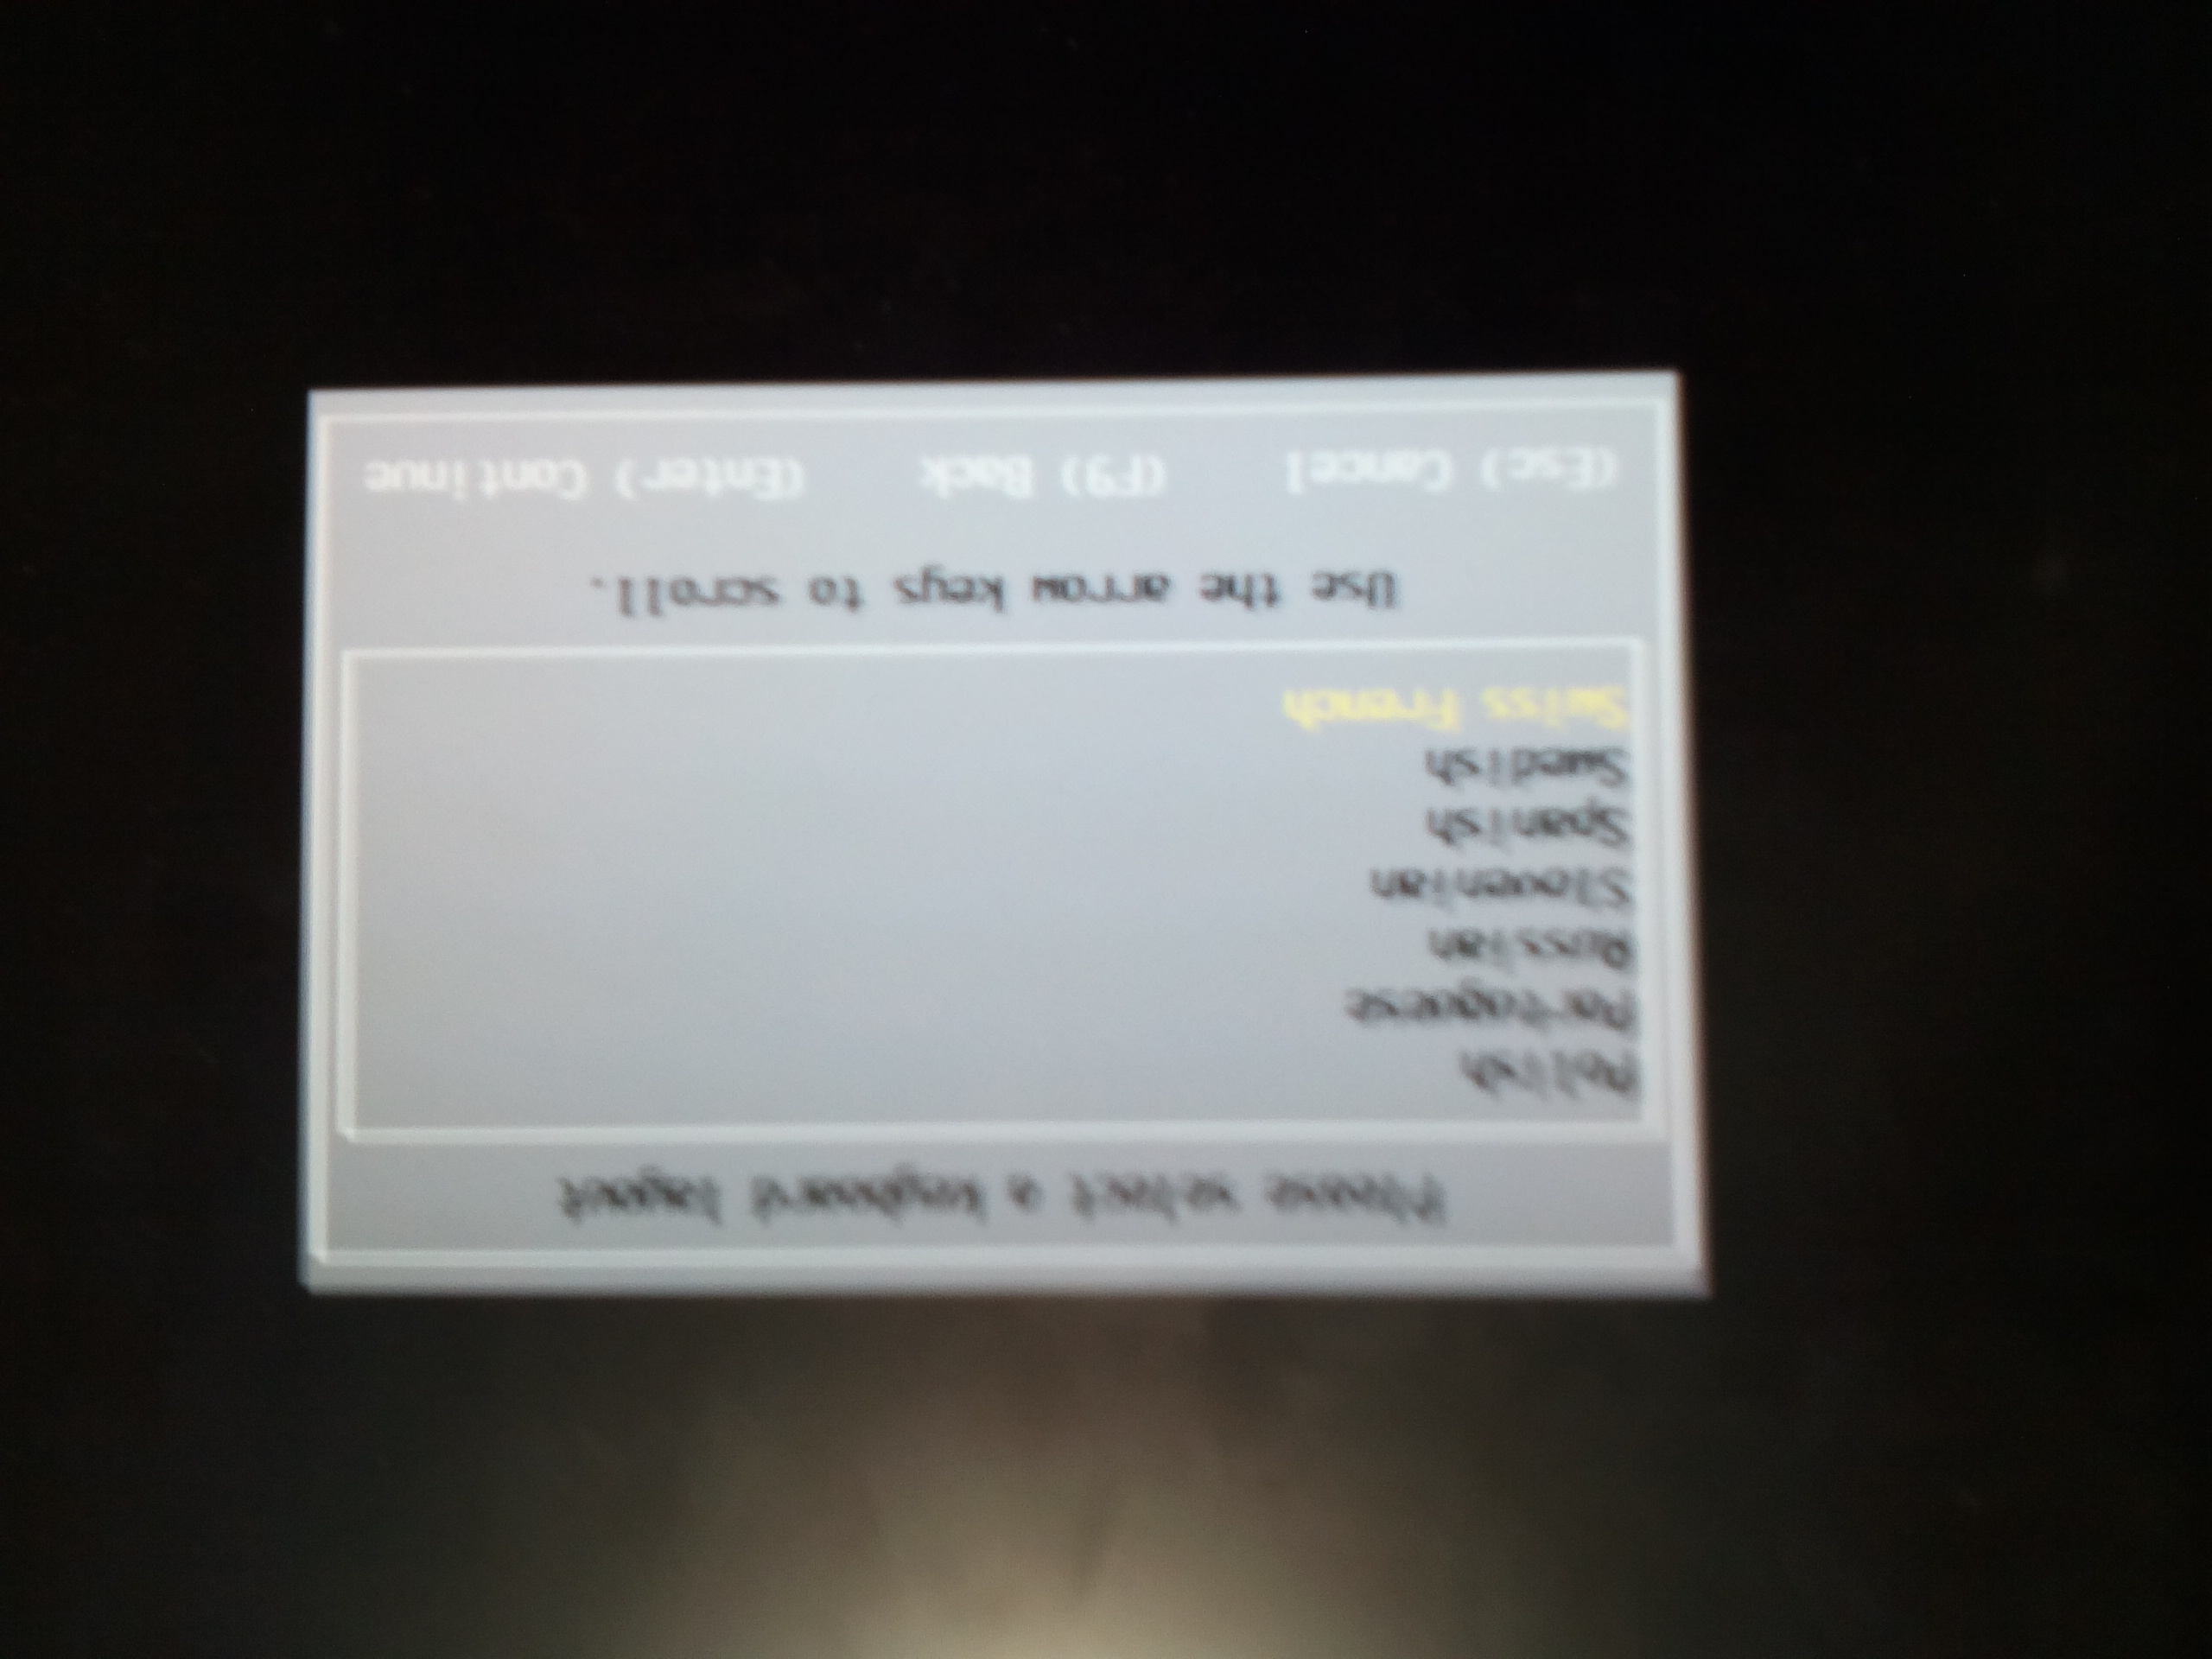 Please select a keyboard layout
Polish
Portuguese
Russian
Slovenian
Spanish
Swedish
Swiss French
Use the arrow keys to scroll.
(Esc) Cancel (F9) Back (Enter) Continue